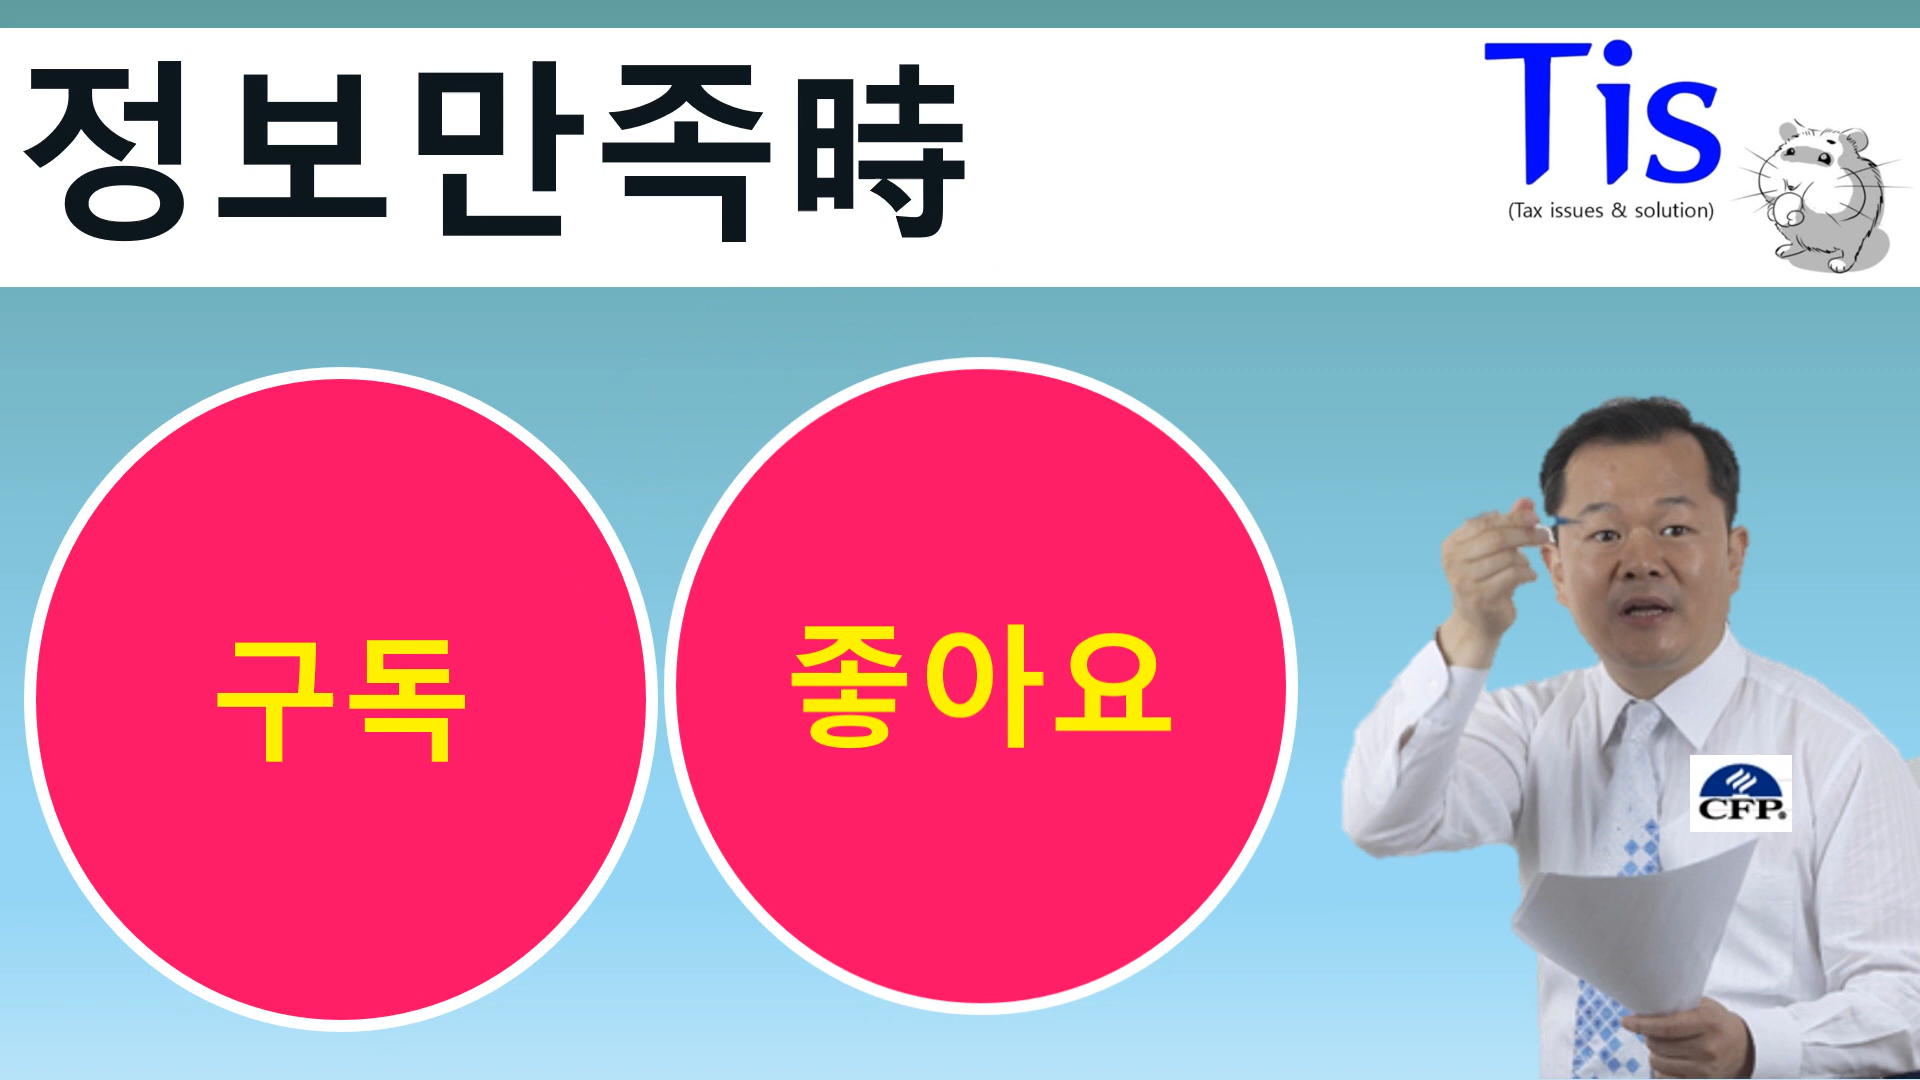 정보만족時
Tis
(Tax issues & solution)
구독
좋아요
CFP®